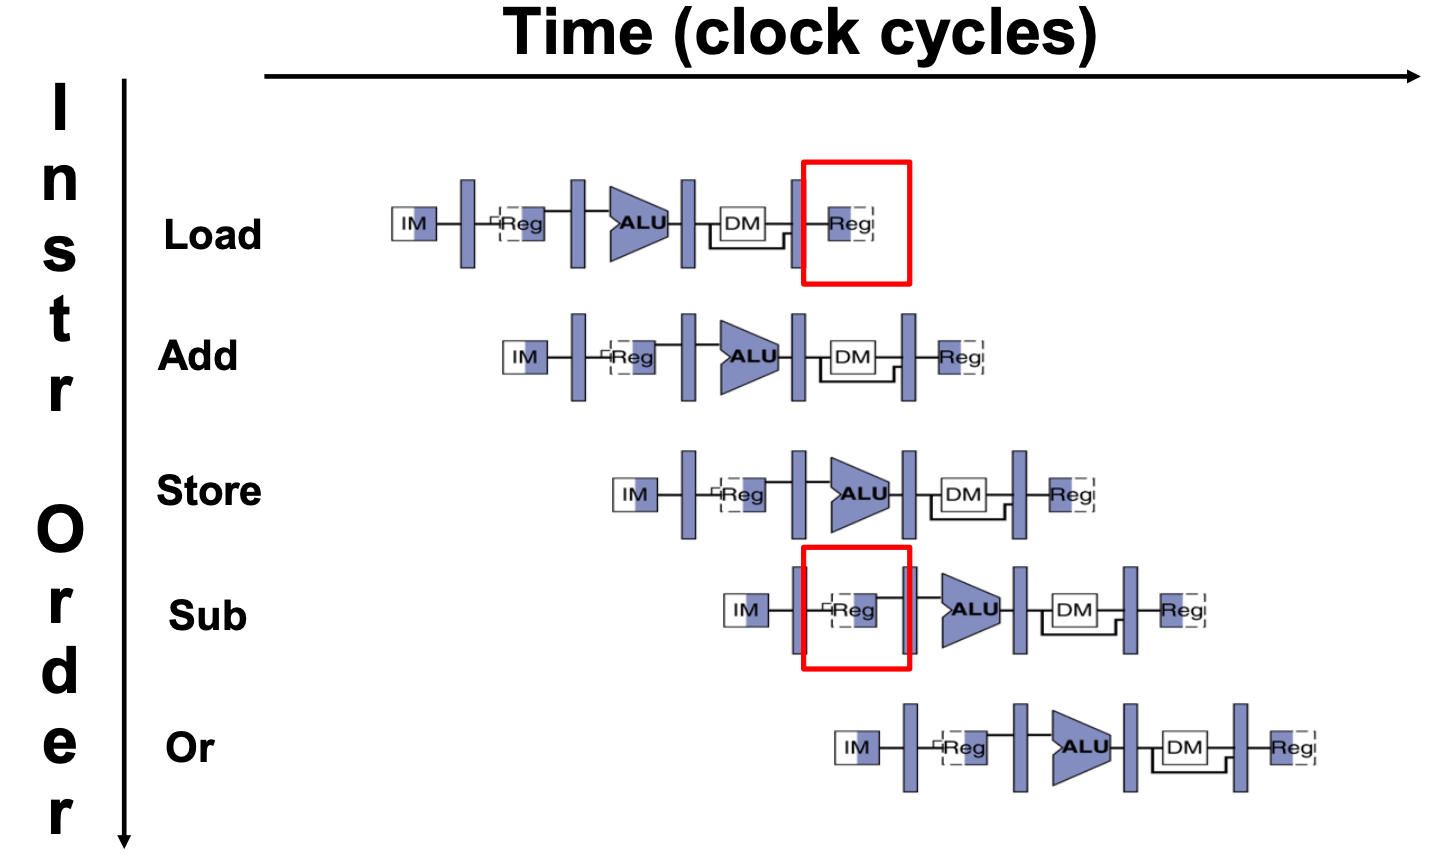 Time (clock cycles)
Instr
Order
Load
IM Reg ALU DM Reg
Add
IM Reg ALU DM Reg
Store
IM Reg ALU DM Reg
Sub
IM Reg ALU DM Reg
Or
IM Reg ALU DM Reg